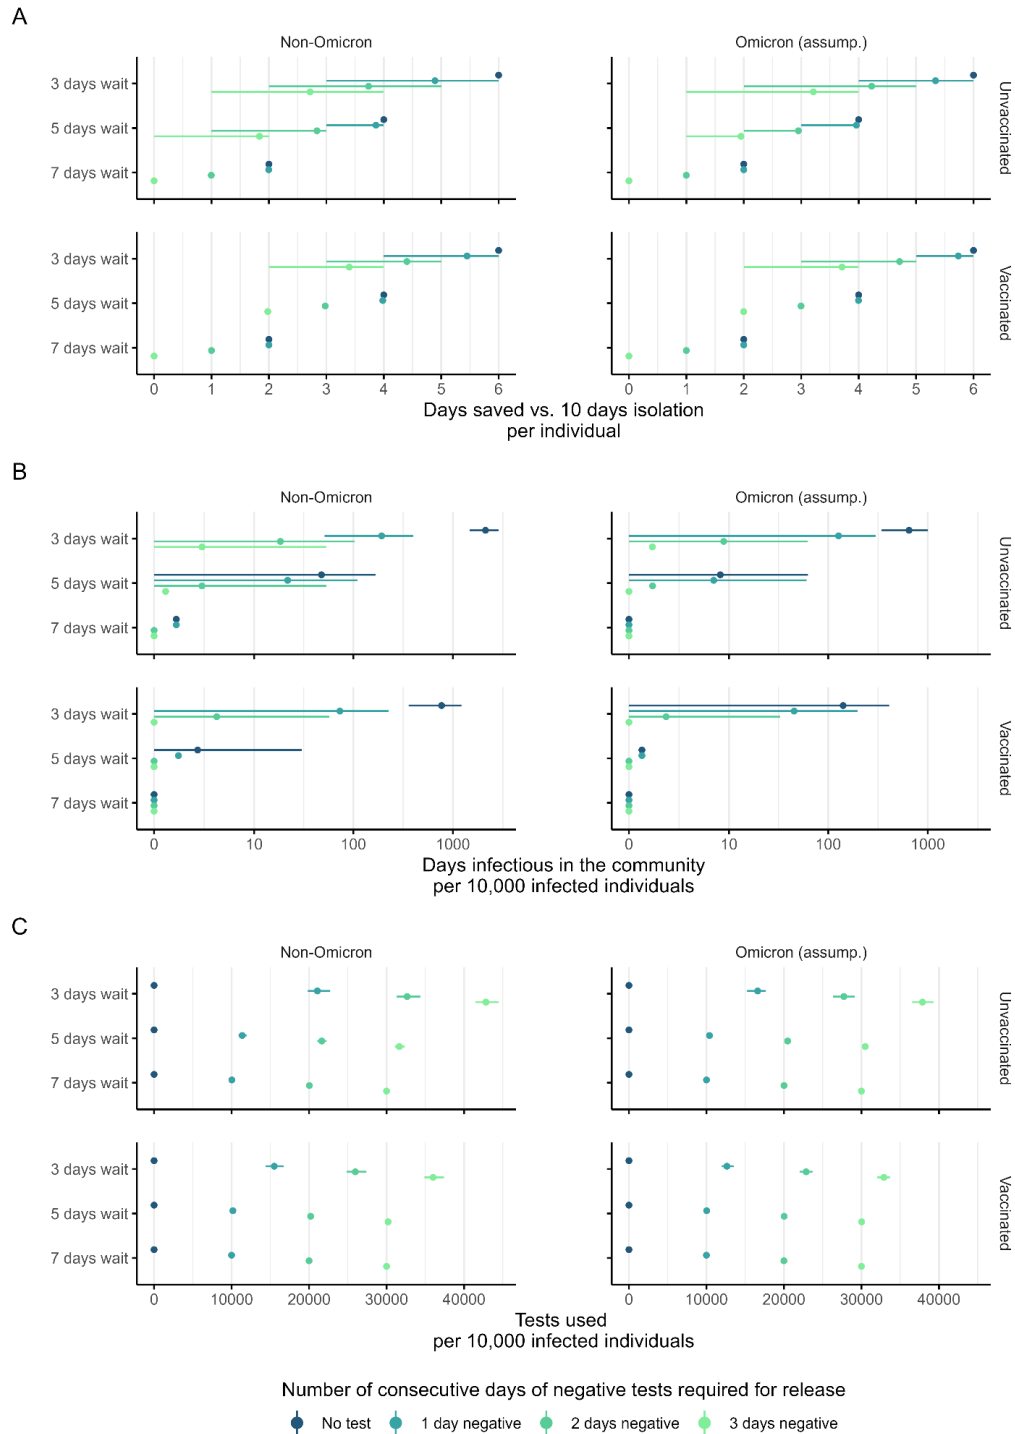 A
Non-Omicron
Omicron (assump.)
3 days wait
5 days wait
7 days wait
Unvaccinated
3 days wait
5 days wait
7 days wait
Vaccinated
0 1 2 3 4 5 6
0 1 2 3 4 5 6
Days saved vs. 10 days isolation
per individual
B
Non-Omicron
Omicron (assump.)
3 days wait
5 days wait
7 days wait
Unvaccinated
3 days wait
5 days wait
7 days wait
Vaccinated
0 10 100 1000
0 10 100 1000
Days infectious in the community
per 10,000 infected individuals
C
Non-Omicron
Omicron (assump.)
3 days wait
5 days wait
7 days wait
Unvaccinated
3 days wait
5 days wait
7 days wait
Vaccinated
0 10000 20000 30000 40000
0 10000 20000 30000 40000
Tests used
per 10,000 infected individuals
Number of consecutive days of negative tests required for release
No test 1 day negative 2 days negative 3 days negative